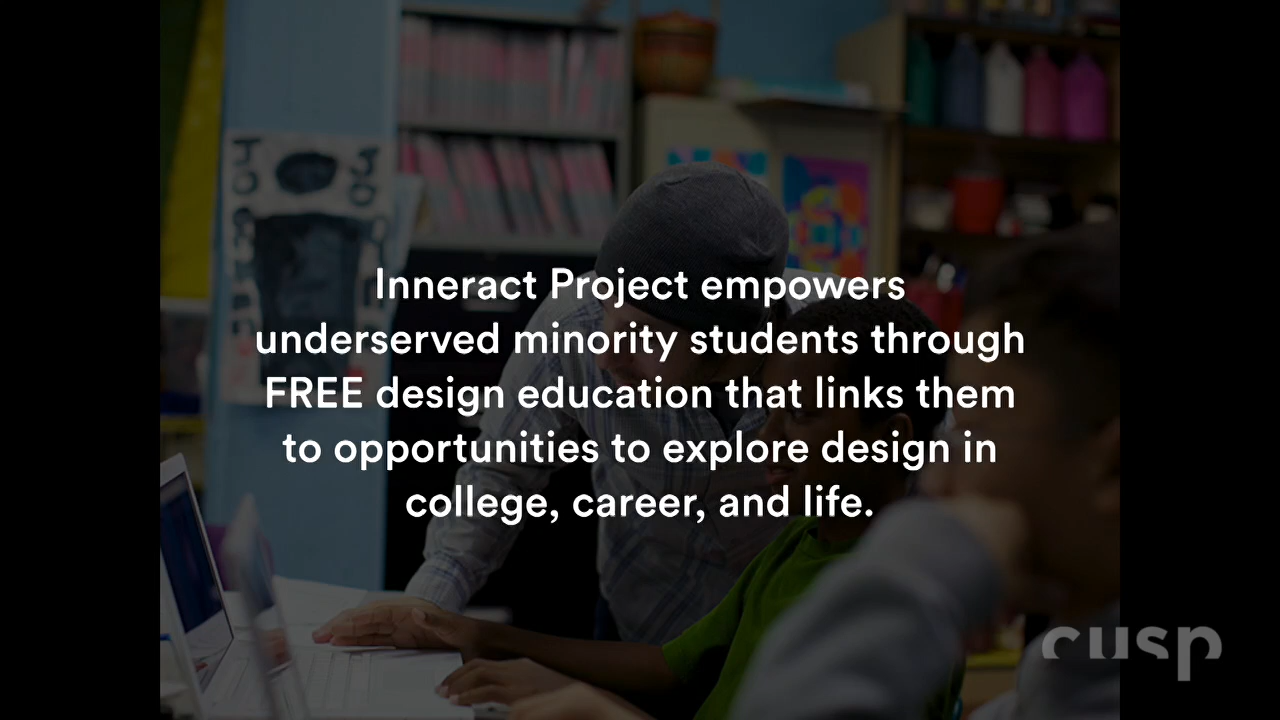 Inneract Project empowers
underserved minority students through
FREE design education that links them
to opportunities to explore design in
college, career, and life.
cusp